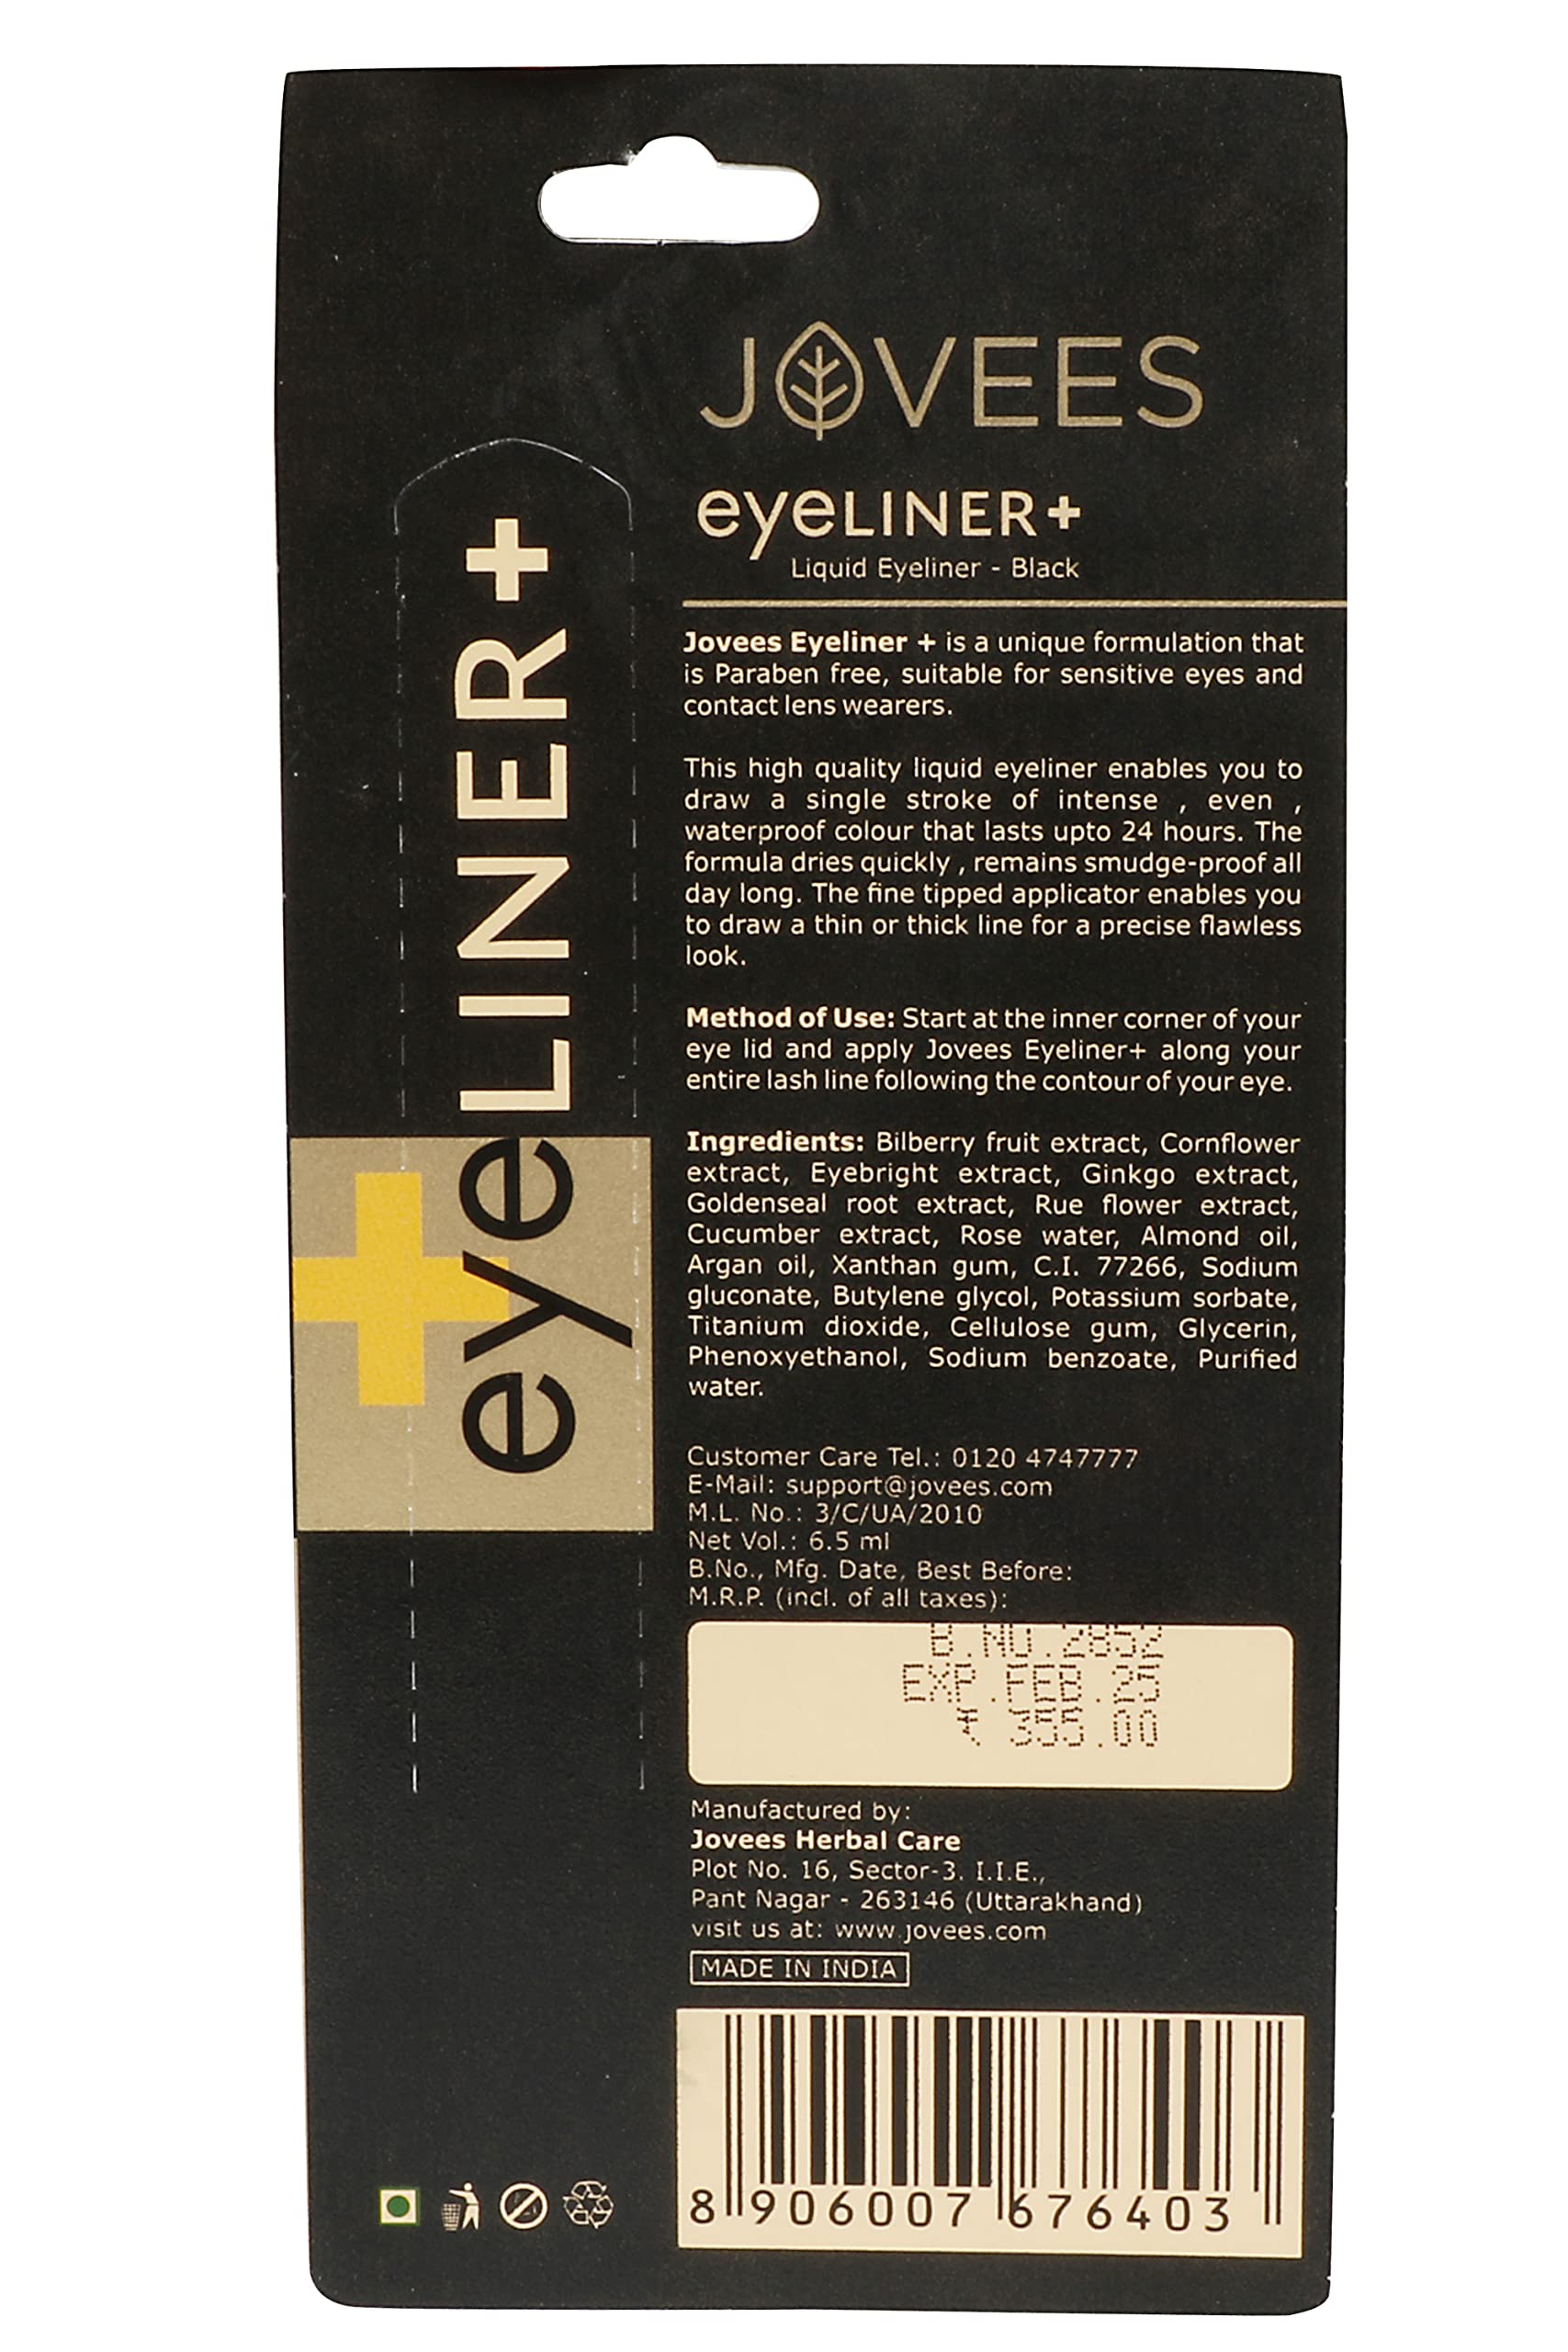 JOVEES
eyeLINER+
Liquid Eyeliner - Black
eyeLINER+
Jovees Eyeliner + is a unique formulation that
is Paraben free, suitable for sensitive eyes and
contact lens wearers.
This high quality liquid eyeliner enables you to
draw a single stroke of intense , even ,
waterproof colour that lasts upto 24 hours. The
formula dries quickly , remains smudge-proof all
day long. The fine tipped applicator enables you
to draw a thin or thick line for a precise flawless
look.
Method of Use: Start at the inner corner of your
eye lid and apply Jovees Eyeliner+ along your
entire lash line following the contour of your eye.
Ingredients: Bilberry fruit extract, Cornflower
extract, Eyebright extract, Ginkgo extract,
Goldenseal root extract, Rue flower extract,
Cucumber extract, Rose water, Almond oil,
Argan oil, Xanthan gum, C.I. 77266, Sodium
gluconate, Butylene glycol, Potassium sorbate,
Titanium dioxide, Cellulose gum, Glycerin,
Phenoxyethanol, Sodium benzoate, Purified
water.
Customer Care Tel.: 0120 4747777
E-Mail: support@jovees.com
M.L. No.: 3/C/UA/2010
Net Vol.: 6.5 ml
B.No., Mfg. Date, Best Before:
M.R.P. (incl. of all taxes):
B.NO.2852
EXP.FEB.25
₹ 355.00
Manufactured by:
Jovees Herbal Care
Plot No. 16, Sector-3. I.I.E.,
Pant Nagar - 263146 (Uttarakhand)
visit us at: www.jovees.com
MADE IN INDIA
8 906007 676403